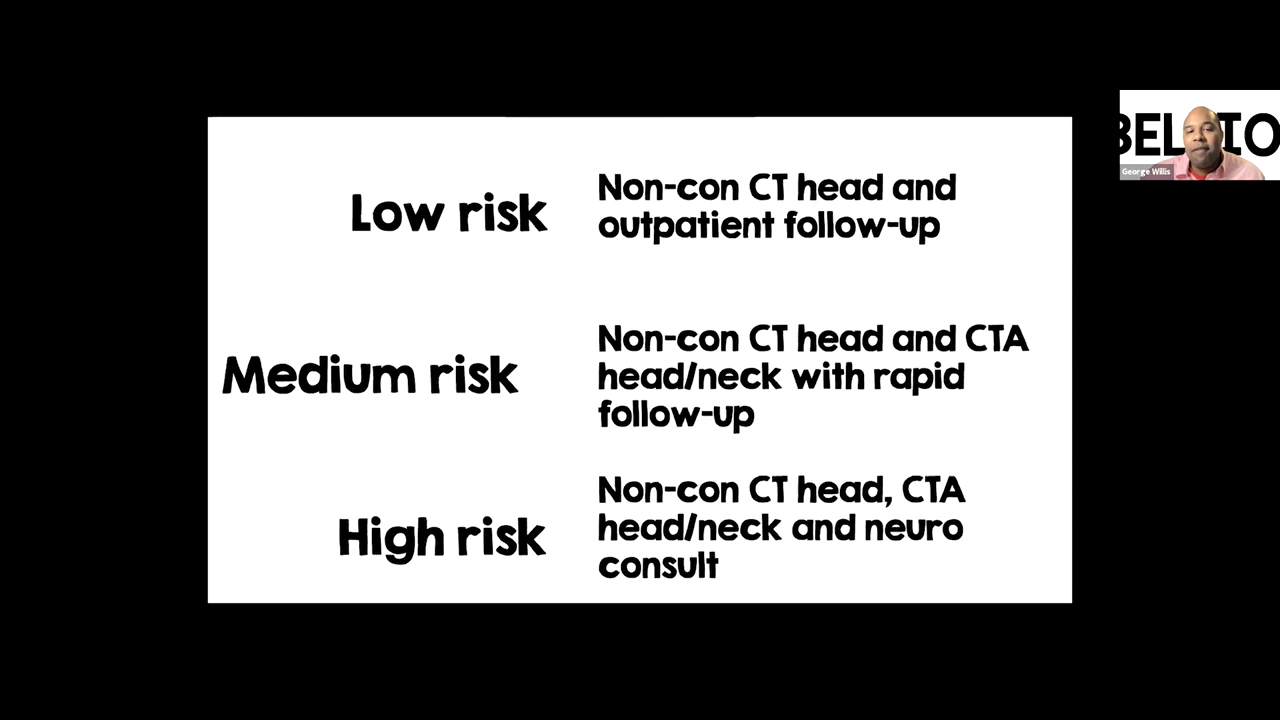 Low risk
Non-con CT head and
outpatient follow-up
Medium risk
Non-con CT head and CTA
head/neck with rapid
follow-up
High risk
Non-con CT head, CTA
head/neck and neuro
consult
George Willis